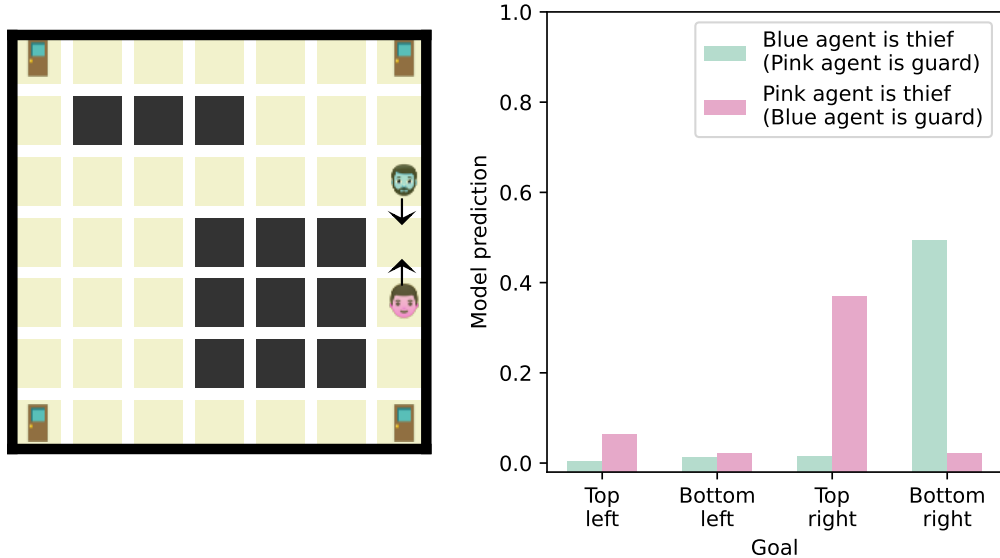 1.0
0.8
0.6
0.4
0.2
0.0
Model prediction
Blue agent is thief
(Pink agent is guard)
Pink agent is thief
(Blue agent is guard)
Top
left
Bottom
left
Top
right
Bottom
right
Goal